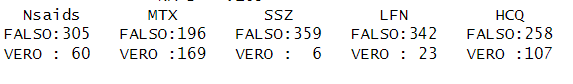 Nsaids MTX SSZ LFN HCQ
FALSO:305 FALSO:196 FALSO:359 FALSO:342 FALSO:258
VERO : 60 VERO :169 VERO : 6 VERO : 23 VERO :107